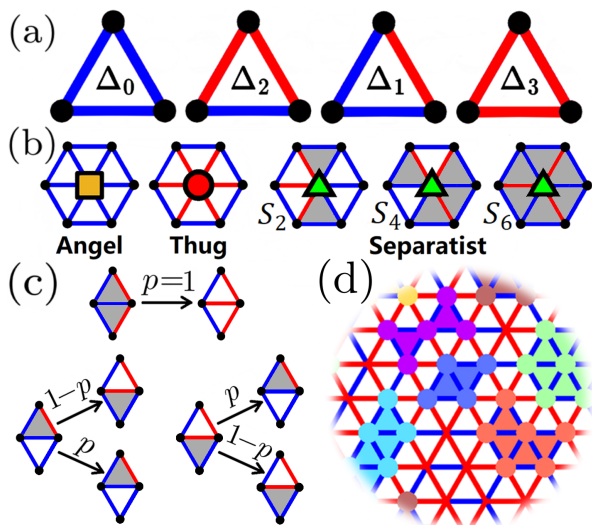 (a)
Δ₀ Δ₂ Δ₁ Δ₃
(b)
S₂ S₄ S₆
Angel Thug Separatist
(c) p=1 (d)
1−p p
p 1−p